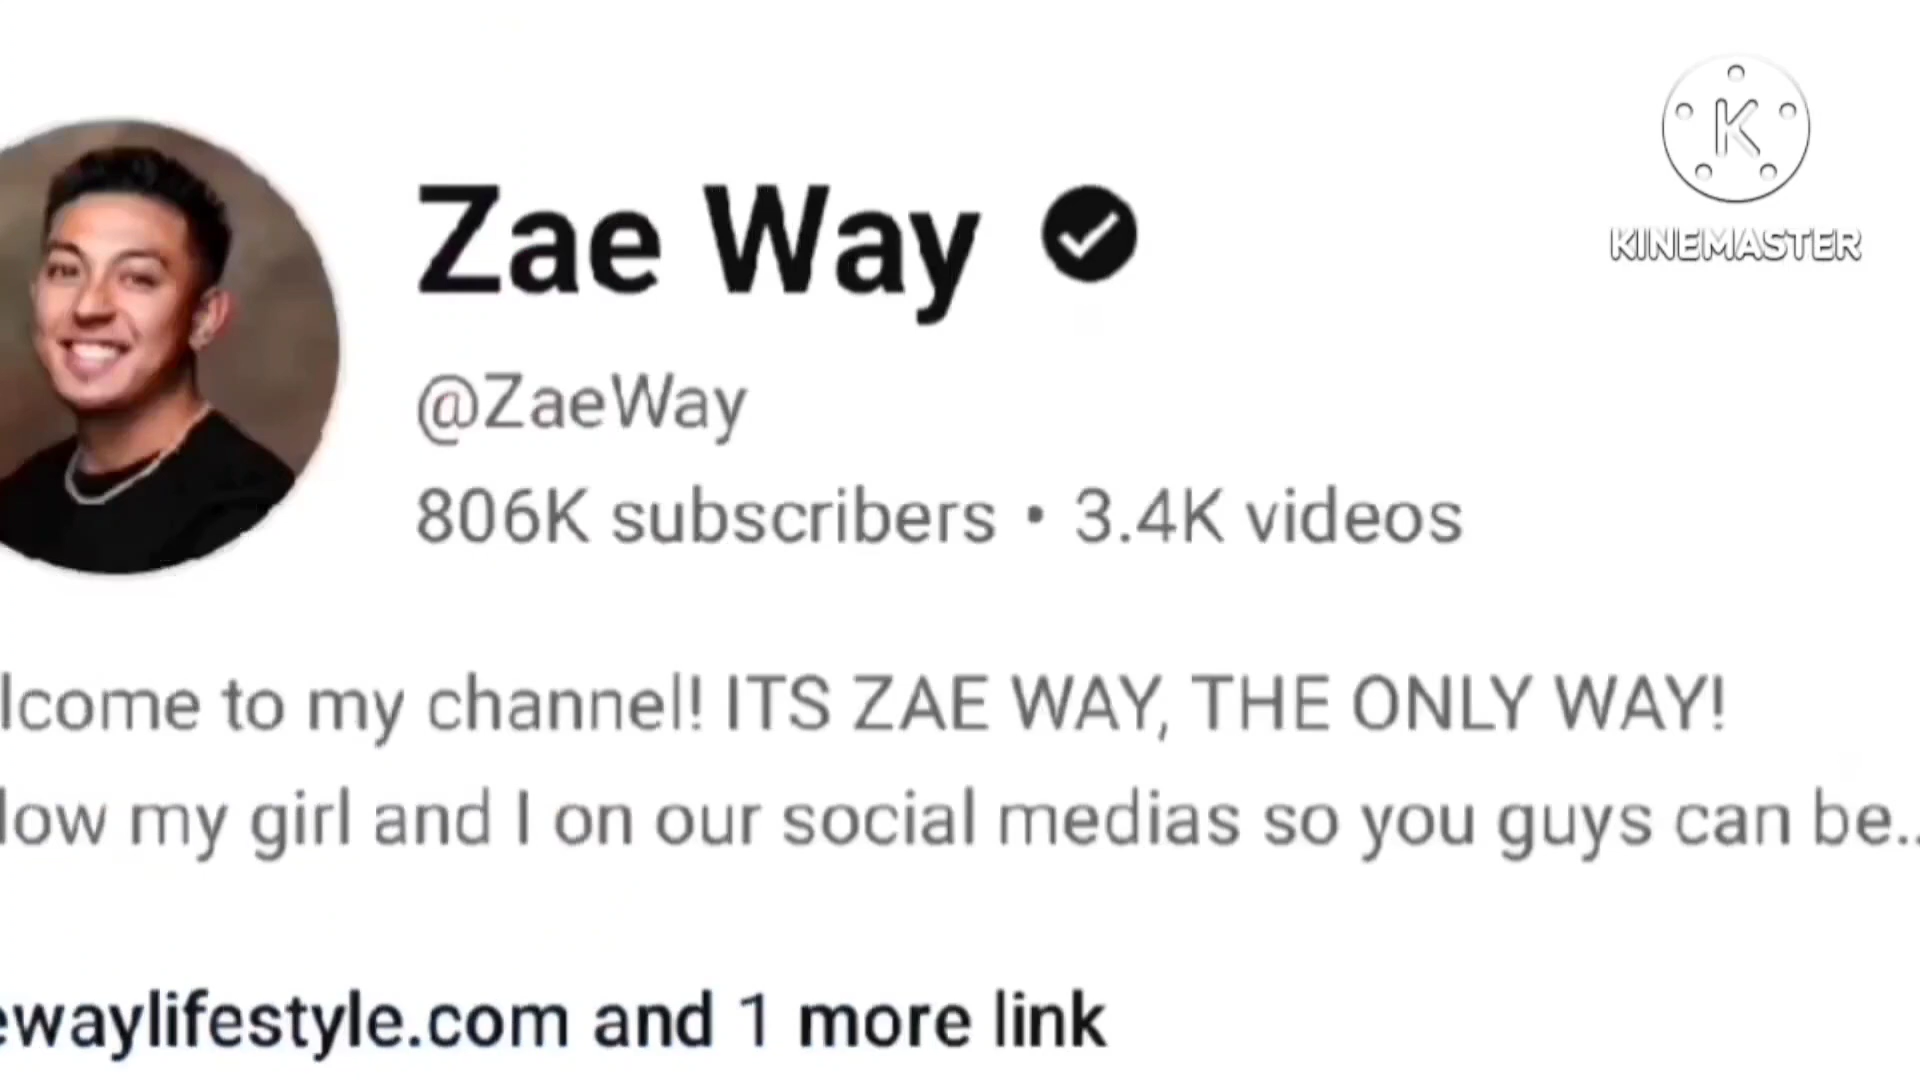 Zae Way
K
KINEMASTER
@ZaeWay
806K subscribers • 3.4K videos
lcome to my channel! ITS ZAE WAY, THE ONLY WAY!
low my girl and I on our social medias so you guys can be...
ewaylifestyle.com and 1 more link